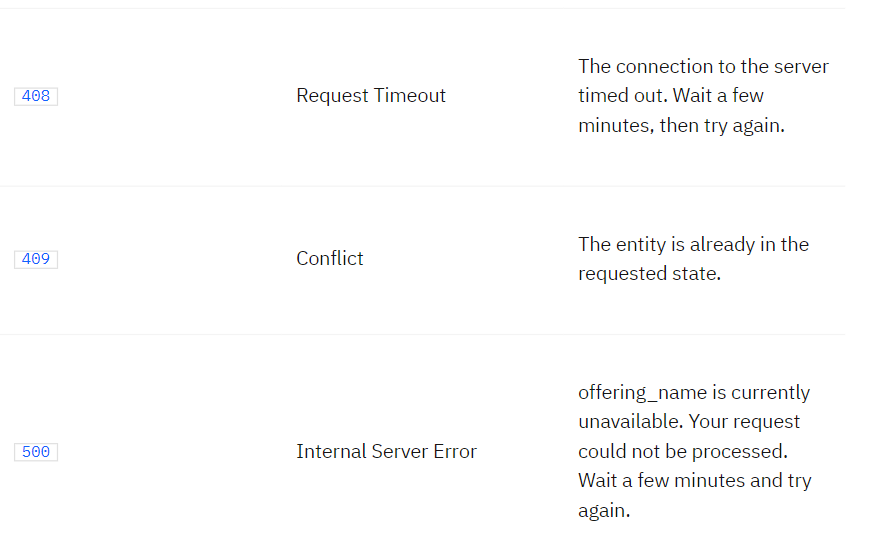 408
Request Timeout
The connection to the server
timed out. Wait a few
minutes, then try again.
409
Conflict
The entity is already in the
requested state.
500
Internal Server Error
offering_name is currently
unavailable. Your request
could not be processed.
Wait a few minutes and try
again.